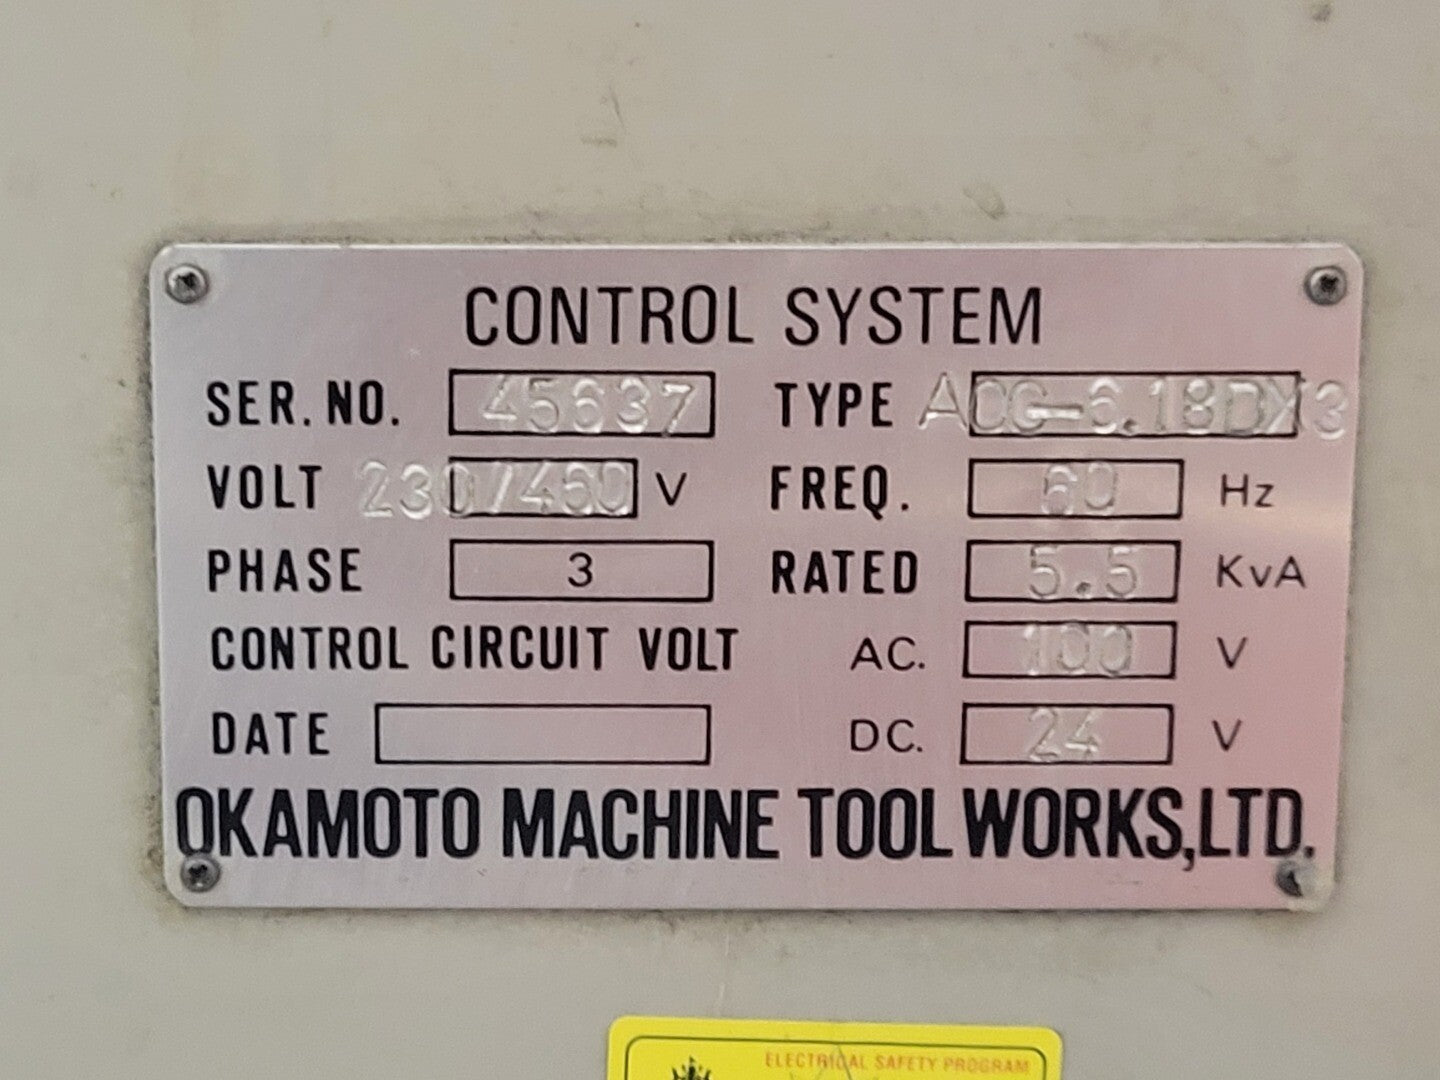 CONTROL SYSTEM
SER. NO. 45637 TYPE ACG-6.18DX3
VOLT 230/460 V FREQ. 60 Hz
PHASE 3 RATED 5.5 KVA
CONTROL CIRCUIT VOLT AC. 100 V
DATE DC. 24 V
OKAMOTO MACHINE TOOL WORKS, LTD.
ELECTRICAL SAFETY PROGRAM